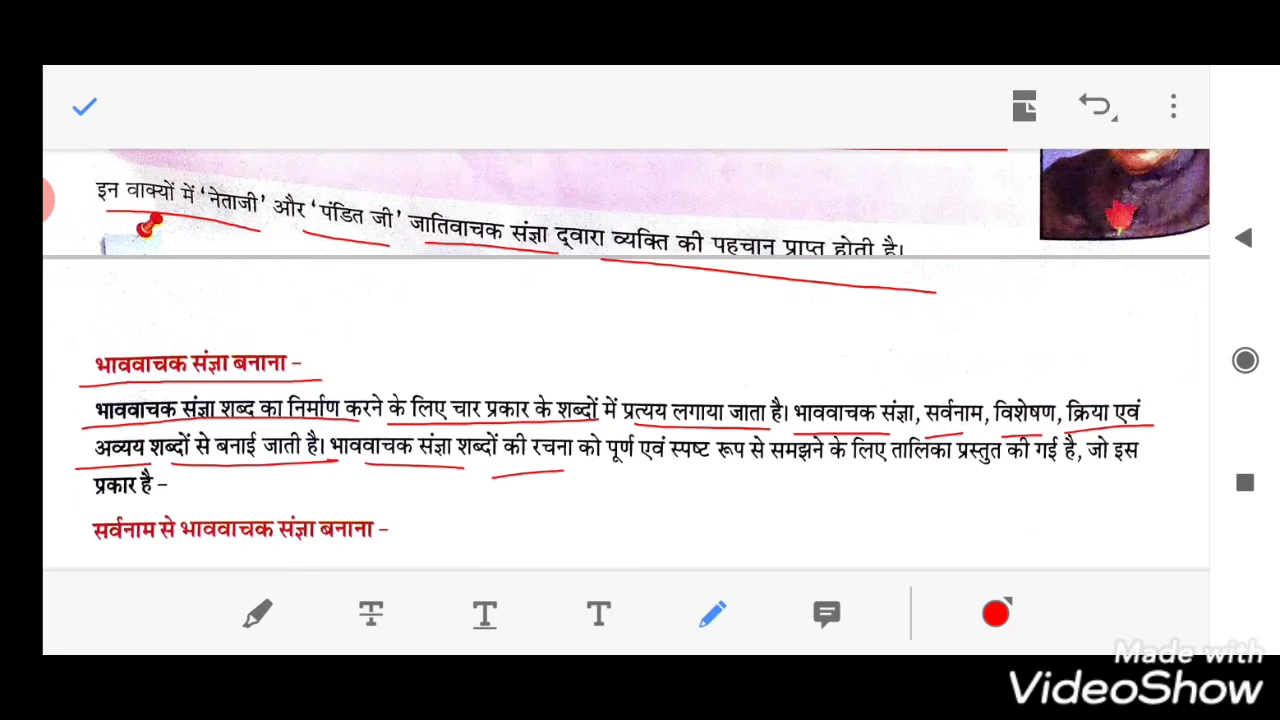 इन वाक्यों में ‘नेताजी’ और ‘पंडित जी’ जातिवाचक संज्ञा द्वारा व्यक्ति की पहचान प्राप्त होती है।
भाववाचक संज्ञा बनाना –
भाववाचक संज्ञा शब्द का निर्माण करने के लिए चार प्रकार के शब्दों में प्रत्यय लगाया जाता है। भाववाचक संज्ञा, सर्वनाम, विशेषण, क्रिया एवं
अव्यय शब्दों से बनाई जाती है। भाववाचक संज्ञा शब्दों की रचना को पूर्ण एवं स्पष्ट रूप से समझने के लिए तालिका प्रस्तुत की गई है, जो इस
प्रकार है –
सर्वनाम से भाववाचक संज्ञा बनाना –
T T T
Made with
VideoShow